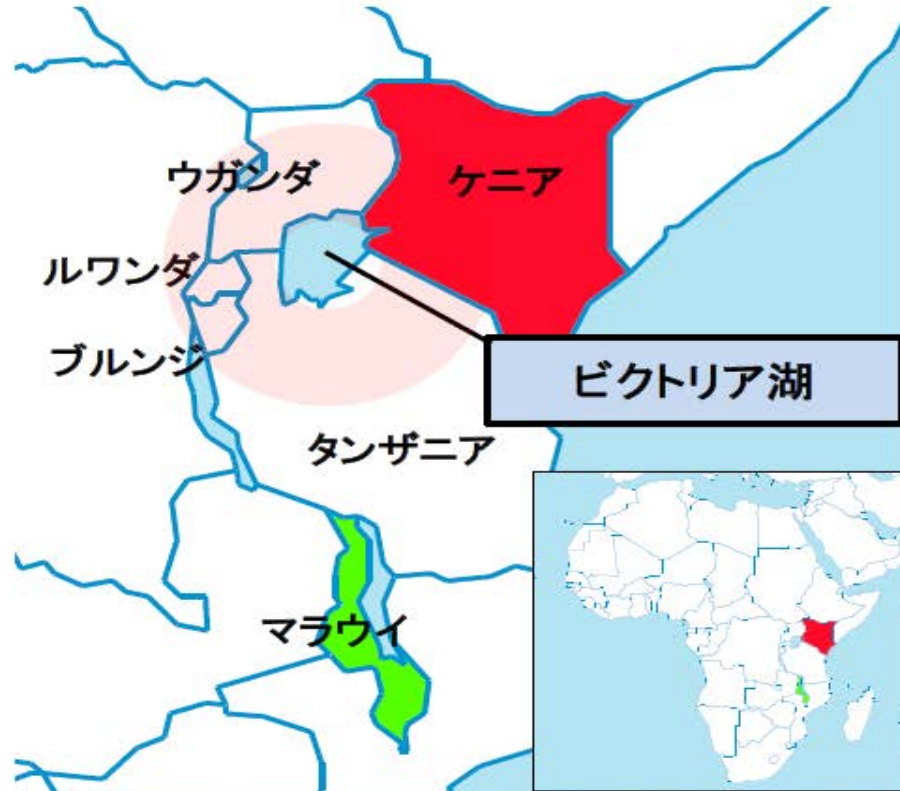 ウガンダ
ケニア
ルワンダ
ブルンジ
ビクトリア湖
タンザニア
マラウイ